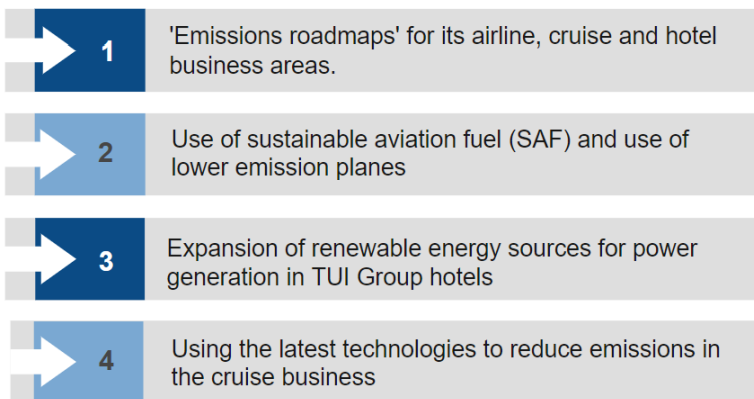 1
'Emissions roadmaps' for its airline, cruise and hotel
business areas.
2
Use of sustainable aviation fuel (SAF) and use of
lower emission planes
3
Expansion of renewable energy sources for power
generation in TUI Group hotels
4
Using the latest technologies to reduce emissions in
the cruise business